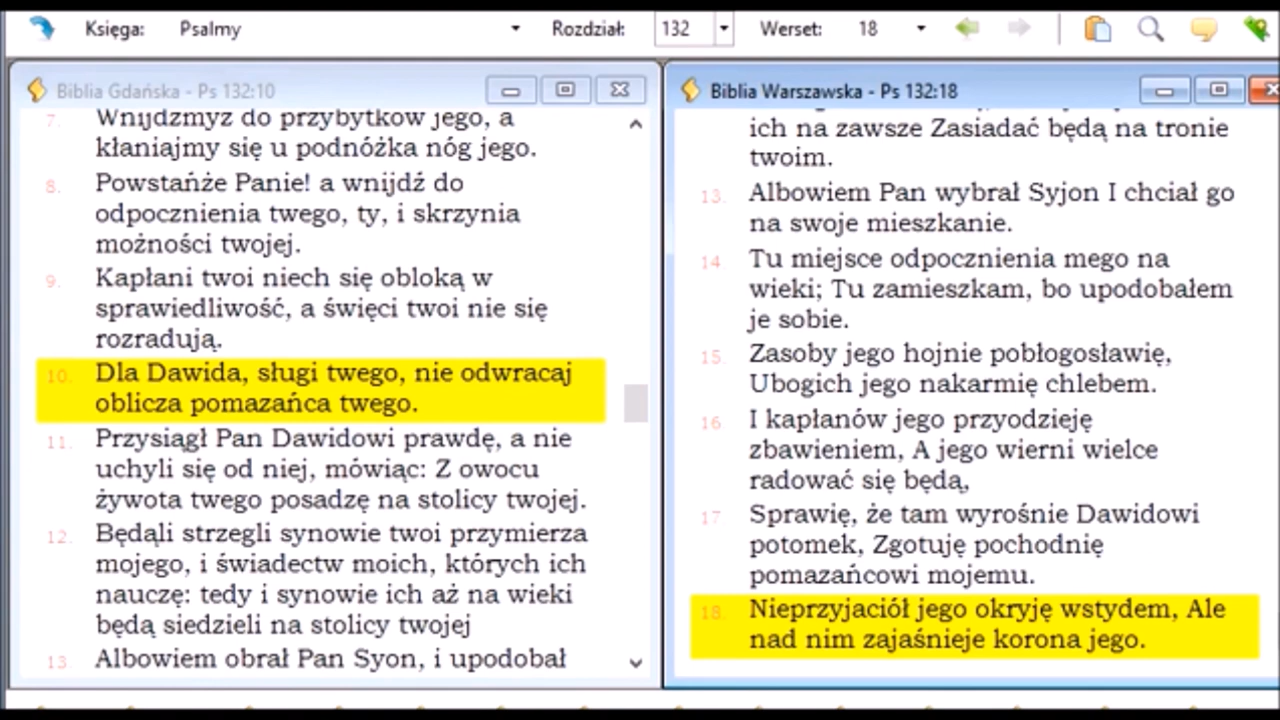 Księga: Psalmy Rozdział: 132 Werset: 18
Biblia Gdańska - Ps 132:10
7. Wnijdźmyż do przybytków jego, a
kłaniajmy się u podnóżka nóg jego.
8. Powstańże Panie! a wnijdź do
odpocznienia twego, ty, i skrzynia
możności twojej.
9. Kapłani twoi niech się obloką w
sprawiedliwość, a święci twoi nie się
rozradują.
10. Dla Dawida, sługi twego, nie odwracaj
oblicza pomazańca twego.
11. Przysiągł Pan Dawidowi prawdę, a nie
uchyli się od niej, mówiąc: Z owocu
żywota twego posadzę na stolicy twojej.
12. Będąli strzegli synowie twoi przymierza
mojego, i świadectw moich, których ich
nauczę: tedy i synowie ich aż na wieki
będą siedzieli na stolicy twojej
13 Albowiem obrał Pan Syon, i upodobał
Biblia Warszawska - Ps 132:18
ich na zawsze Zasiadać będą na tronie
twoim.
13. Albowiem Pan wybrał Syjon I chciał go
na swoje mieszkanie.
14. Tu miejsce odpocznienia mego na
wieki; Tu zamieszkam, bo upodobałem
je sobie.
15. Zasoby jego hojnie pobłogosławię,
Ubogich jego nakarmię chlebem.
16 I kapłanów jego przyodzieję
zbawieniem, A jego wierni wielce
radować się będą,
17. Sprawię, że tam wyrośnie Dawidowi
potomek, Zgotuję pochodnię
pomazańcowi mojemu.
18. Nieprzyjaciół jego okryję wstydem, Ale
nad nim zajaśnieje korona jego.